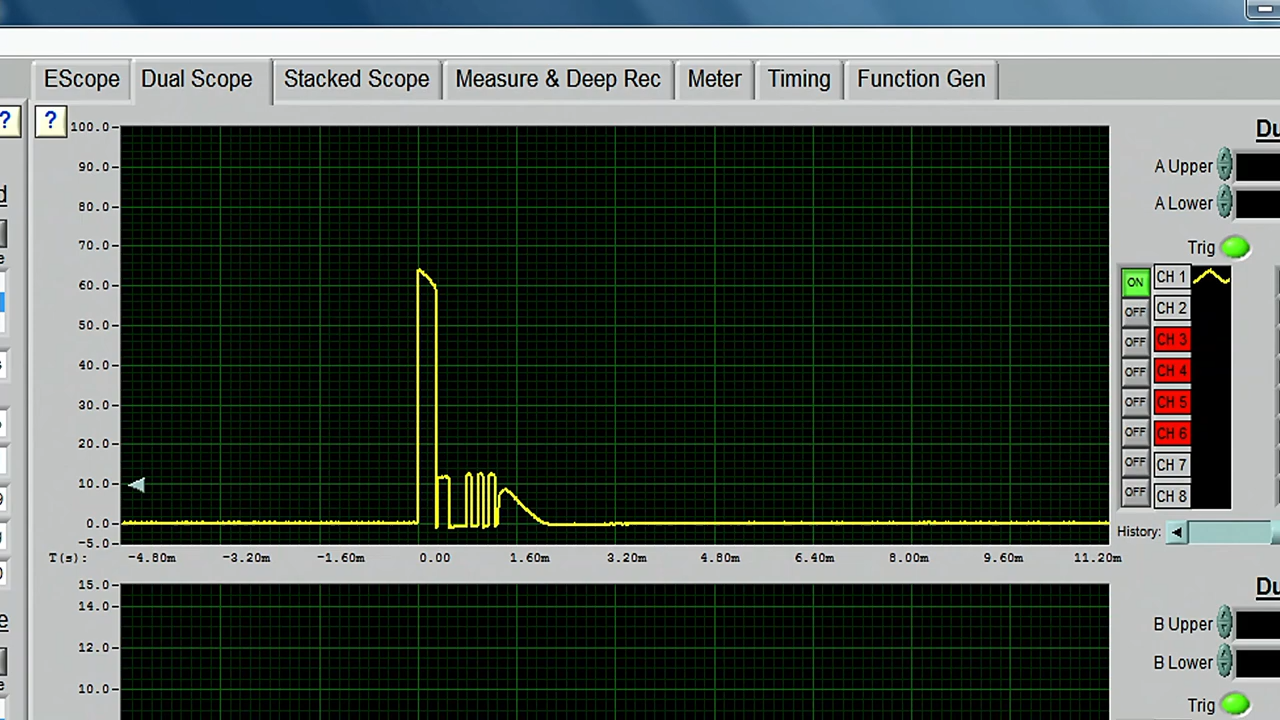 EScope Dual Scope Stacked Scope Measure & Deep Rec Meter Timing Function Gen
? ?
100.0
90.0
80.0
70.0
60.0
50.0
40.0
30.0
20.0
10.0
0.0
-5.0
T(s): -4.80m -3.20m -1.60m 0.00 1.60m 3.20m 4.80m 6.40m 8.00m 9.60m 11.20m
A Upper
A Lower
Trig
ON CH 1
OFF CH 2
OFF CH 3
OFF CH 4
OFF CH 5
OFF CH 6
OFF CH 7
OFF CH 8
History:
15.0
14.0
12.0
10.0
B Upper
B Lower
Trig